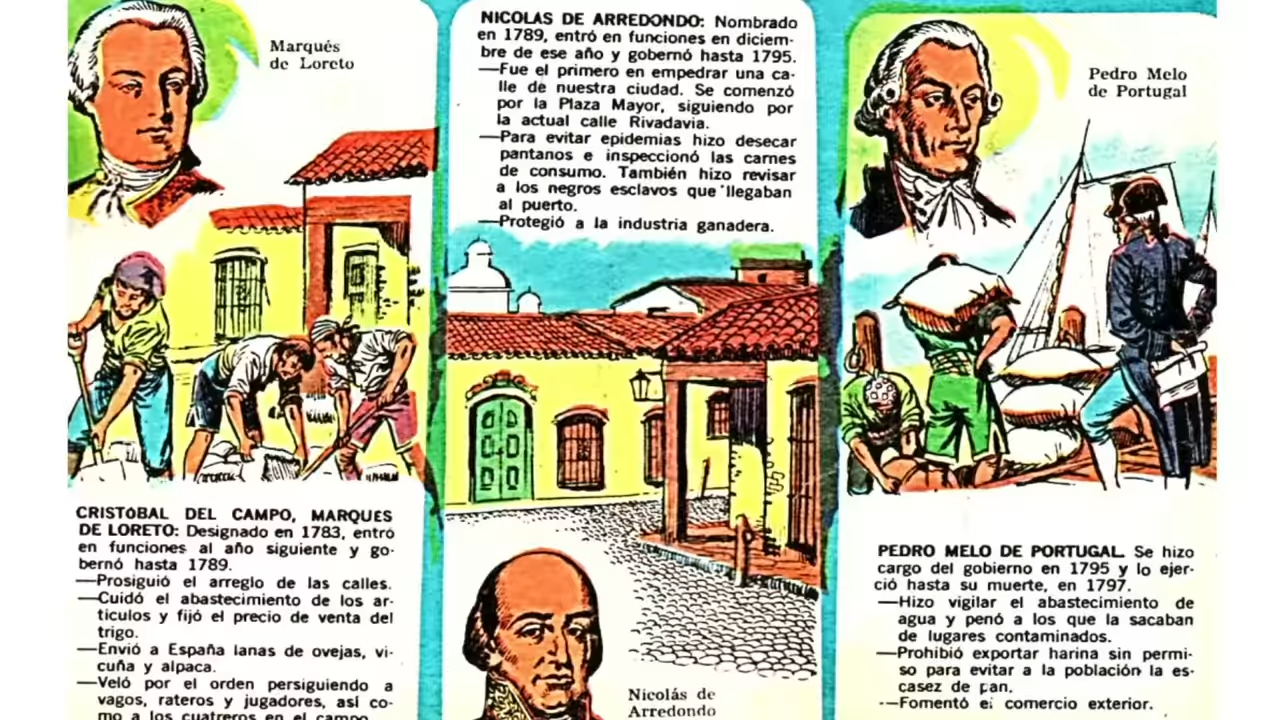 Marqués
de Loreto
CRISTOBAL DEL CAMPO, MARQUES
DE LORETO: Designado en 1783, entró
en funciones al año siguiente y go-
bernó hasta 1789.
—Prosiguió el arreglo de las calles.
—Cuidó el abastecimiento de los ar-
tículos y fijó el precio de venta del
trigo.
—Envió a España lanas de ovejas, vi-
cuña y alpaca.
—Veló por el orden persiguiendo a
vagos, rateros y jugadores, así co-
mo a los cuatreros en el campo.
NICOLAS DE ARREDONDO: Nombrado
en 1789, entró en funciones en diciem-
bre de ese año y gobernó hasta 1795.
—Fue el primero en empedrar una ca-
lle de nuestra ciudad. Se comenzó
por la Plaza Mayor, siguiendo por
la actual calle Rivadavia.
—Para evitar epidemias hizo desecar
pantanos e inspeccionó las carnes
de consumo. También hizo revisar
a los negros esclavos que llegaban
al puerto.
—Protegió a la industria ganadera.
Nicolás de
Arredondo
Pedro Melo
de Portugal
PEDRO MELO DE PORTUGAL. Se hizo
cargo del gobierno en 1795 y lo ejer-
ció hasta su muerte, en 1797.
—Hizo vigilar el abastecimiento de
agua y penó a los que la sacaban
de lugares contaminados.
—Prohibió exportar harina sin permi-
so para evitar a la población la es-
casez de pan.
—Fomentó el comercio exterior.